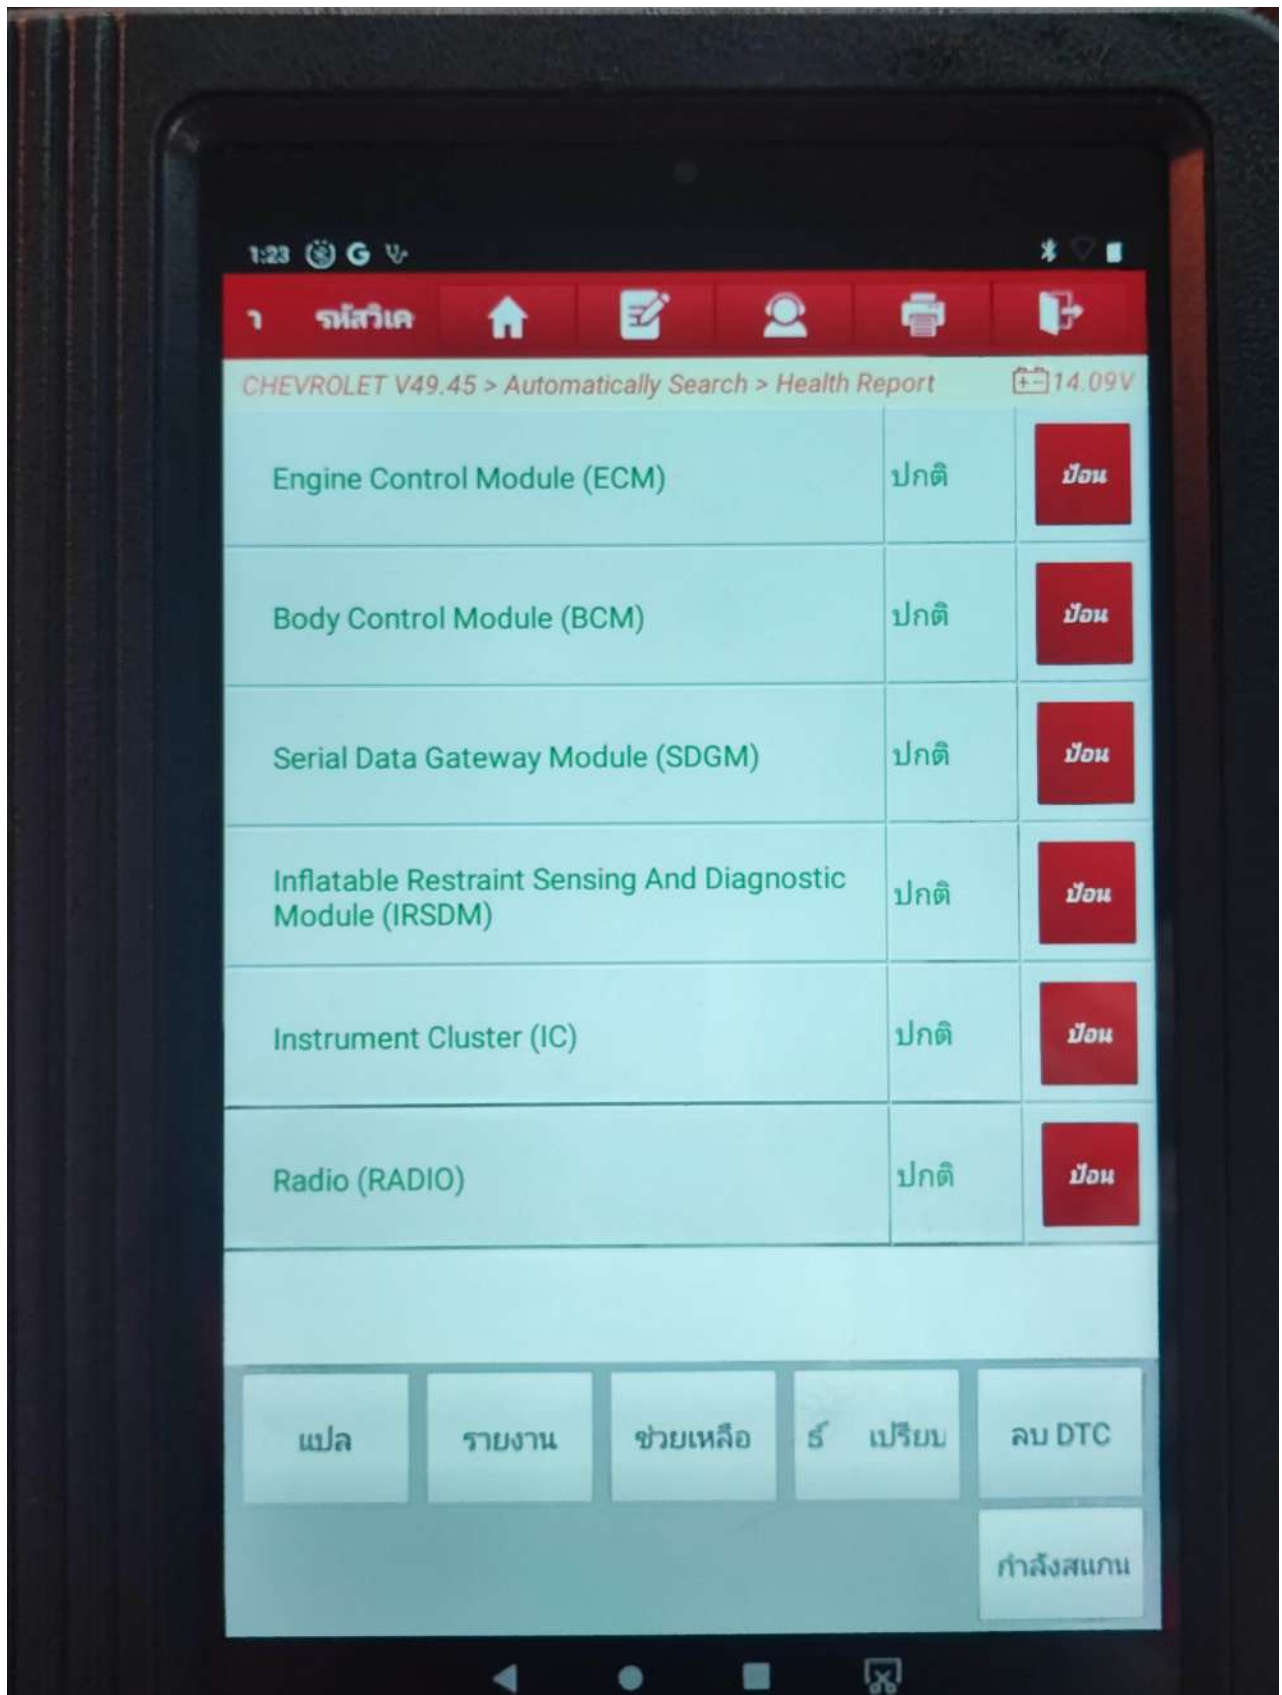 1:23 G
า รหัสวิเค
CHEVROLET V49.45 > Automatically Search > Health Report 14.09V
Engine Control Module (ECM) ปกติ ป้อน
Body Control Module (BCM) ปกติ ป้อน
Serial Data Gateway Module (SDGM) ปกติ ป้อน
Inflatable Restraint Sensing And Diagnostic
Module (IRSDM) ปกติ ป้อน
Instrument Cluster (IC) ปกติ ป้อน
Radio (RADIO) ปกติ ป้อน
แปล รายงาน ช่วยเหลือ ธ์ เปรียบ ลบ DTC
กำลังสแกน